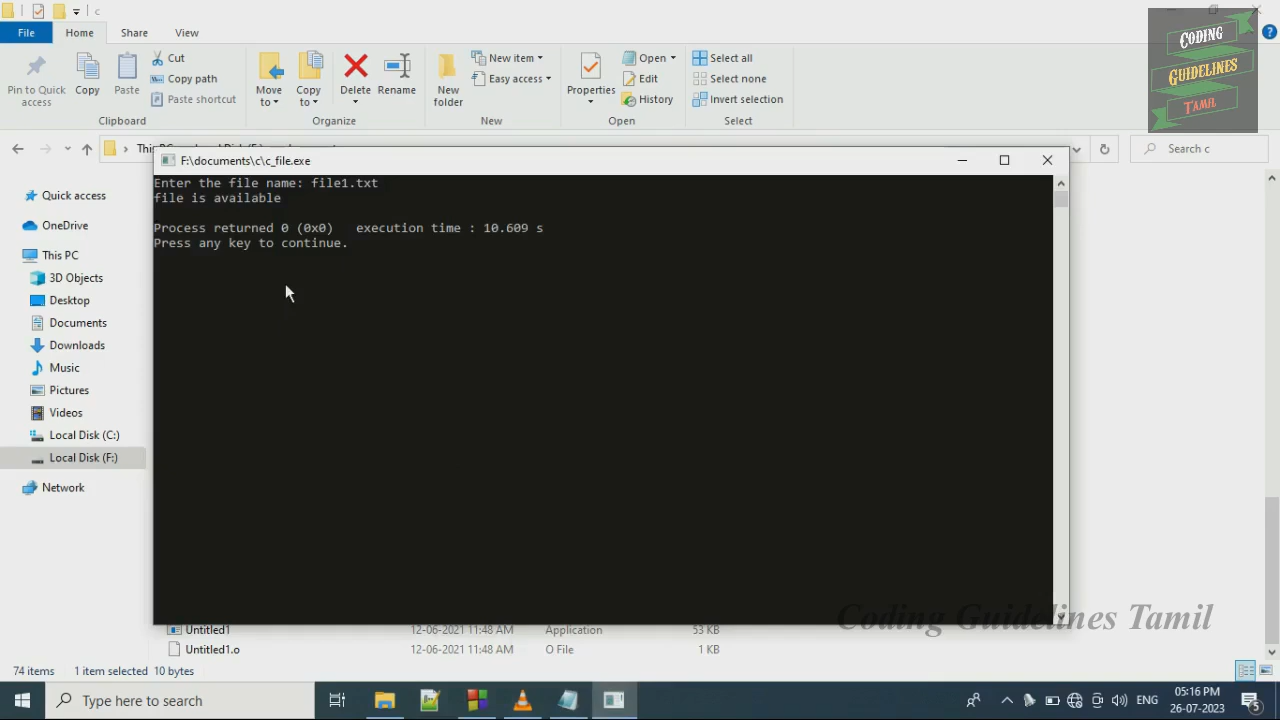 c
File
Home
Share
View
Pin to Quick
access
Copy
Paste
Cut
Copy path
Paste shortcut
Clipboard
Move
to
Copy
to
Delete
Rename
Organize
New
folder
New item
Easy access
New
Properties
Open
Edit
History
Open
Select all
Select none
Invert selection
Select
CODING
GUIDELINES
TAMIL
Search c
F:\documents\c\c_file.exe
Enter the file name: file1.txt
file is available
Process returned 0 (0x0)   execution time : 10.609 s
Press any key to continue.
Quick access
OneDrive
This PC
3D Objects
Desktop
Documents
Downloads
Music
Pictures
Videos
Local Disk (C:)
Local Disk (F:)
Network
Coding Guidelines Tamil
Untitled1 12-06-2021 11:48 AM Application 53 KB
Untitled1.o 12-06-2021 11:48 AM O File 1 KB
74 items 1 item selected 10 bytes
Type here to search
ENG
05:16 PM
26-07-2023
5